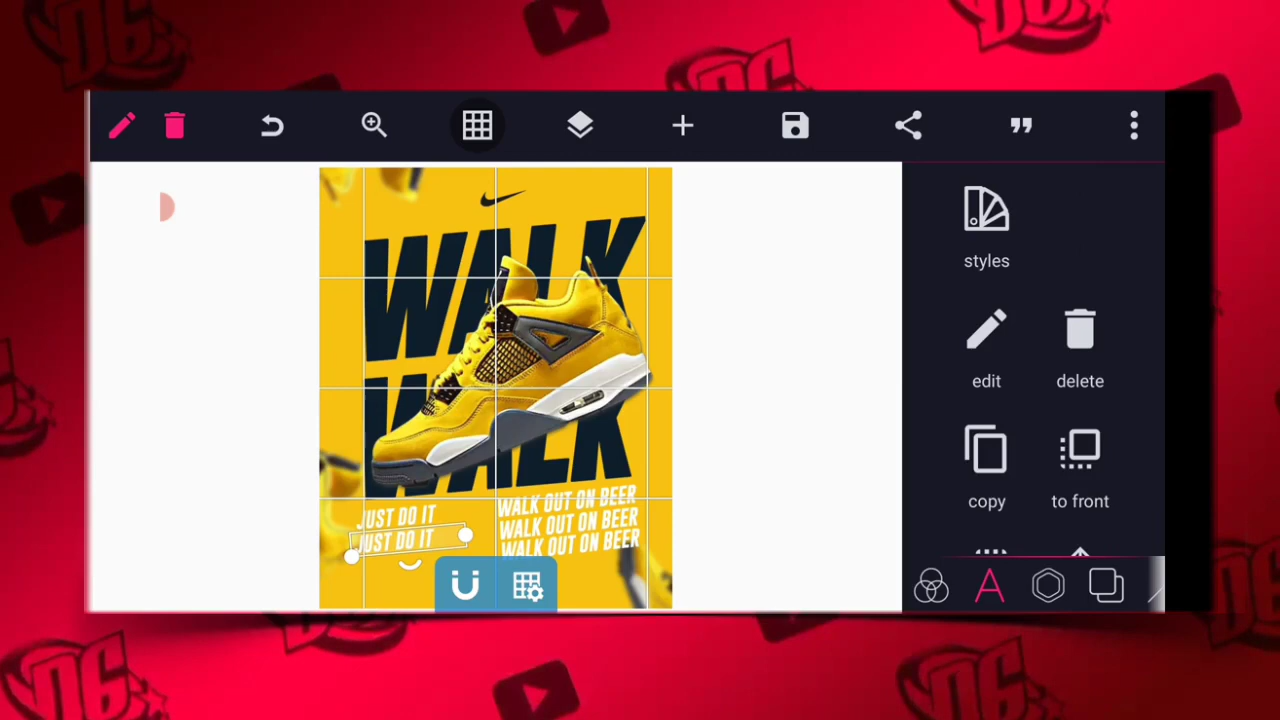 styles
WALK
WALK
edit
delete
copy
to front
JUST DO IT
JUST DO IT
WALK OUT ON BEER
WALK OUT ON BEER
WALK OUT ON BEER